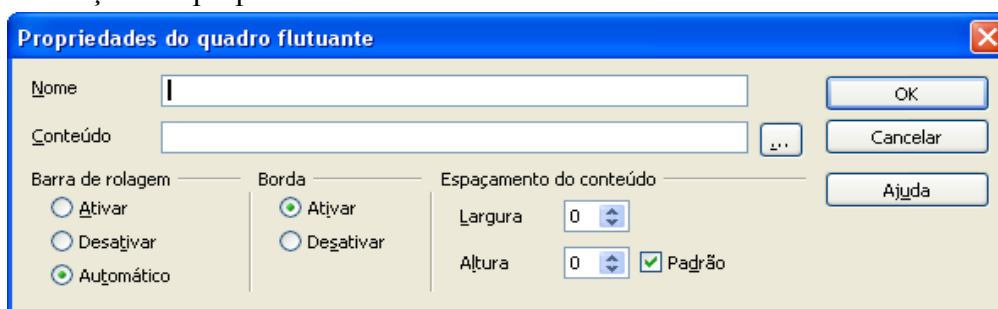 Propriedades do quadro flutuante
Nome
OK
Conteúdo
...
Cancelar
Barra de rolagem
Borda
Espaçamento do conteúdo
Ajuda
Ativar
Ativar
Largura
0
Desativar
Desativar
Altura
0
Padrão
Automático